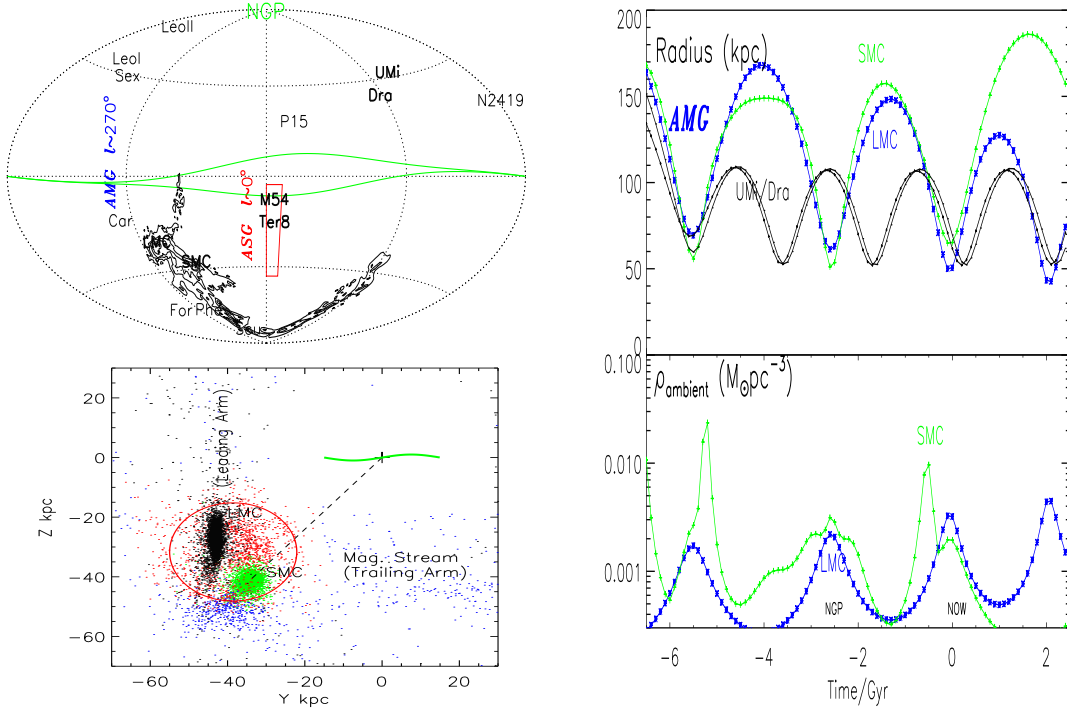 NGP
LeoII
LeoI
Sex
UMi
Dra
N2419
P15
AMG l~270°
ASG l~0°
M54
Ter8
Car
SMC
ForPho
Z kpc
20
0
-20
-40
-60
(Leading Arm)
LMC
SMC
Mag. Stream
(Trailing Arm)
-60 -40 -20 0 20
Y kpc
200
150
100
50
0
Radius (kpc)
SMC
AMG
LMC
UMi/Dra
0.100
0.010
0.001
ρambient (M⊙pc⁻³)
SMC
LMC
NGP
NOW
-6 -4 -2 0 2
Time/Gyr